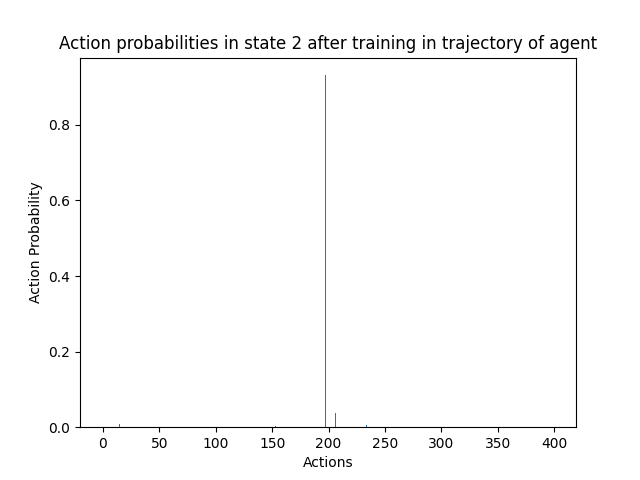 Action probabilities in state 2 after training in trajectory of agent
0.8
0.6
0.4
0.2
0.0
Action Probability
0 50 100 150 200 250 300 350 400
Actions